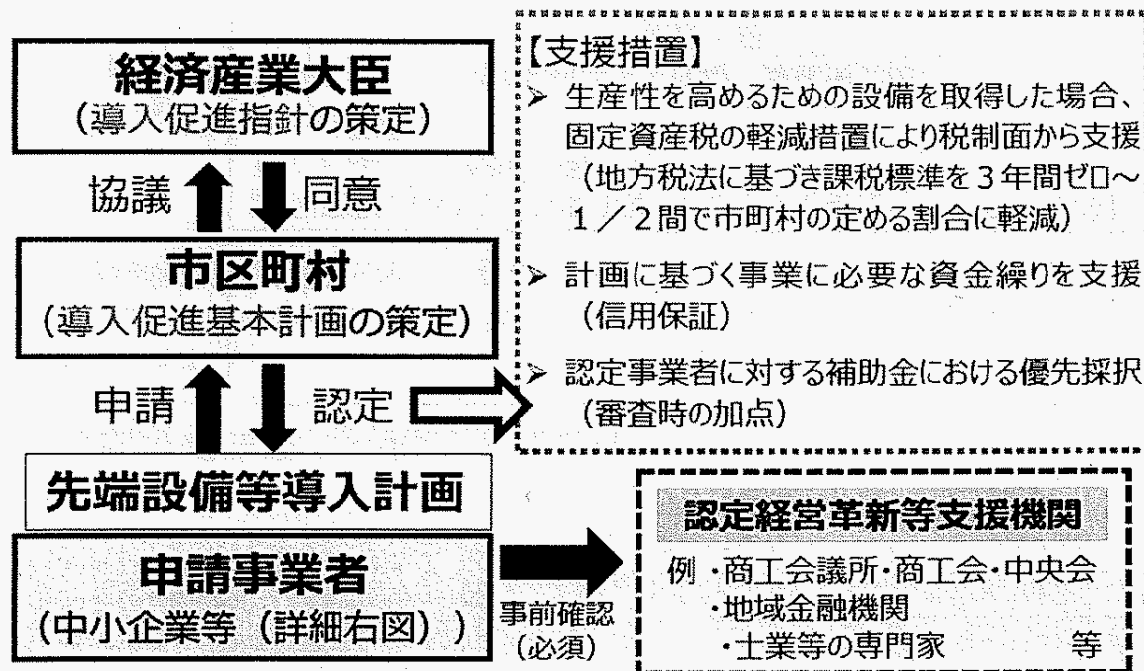 経済産業大臣
（導入促進指針の策定）
協議
同意
市区町村
（導入促進基本計画の策定）
申請
認定
先端設備等導入計画
申請事業者
（中小企業等（詳細右図））
【支援措置】
➢ 生産性を高めるための設備を取得した場合、
固定資産税の軽減措置により税制面から支援
（地方税法に基づき課税標準を３年間ゼロ～
１／２間で市町村の定める割合に軽減）
➢ 計画に基づく事業に必要な資金繰りを支援
（信用保証）
➢ 認定事業者に対する補助金における優先採択
（審査時の加点）
事前確認
（必須）
認定経営革新等支援機関
例 ・商工会議所・商工会・中央会
・地域金融機関
・士業等の専門家 等